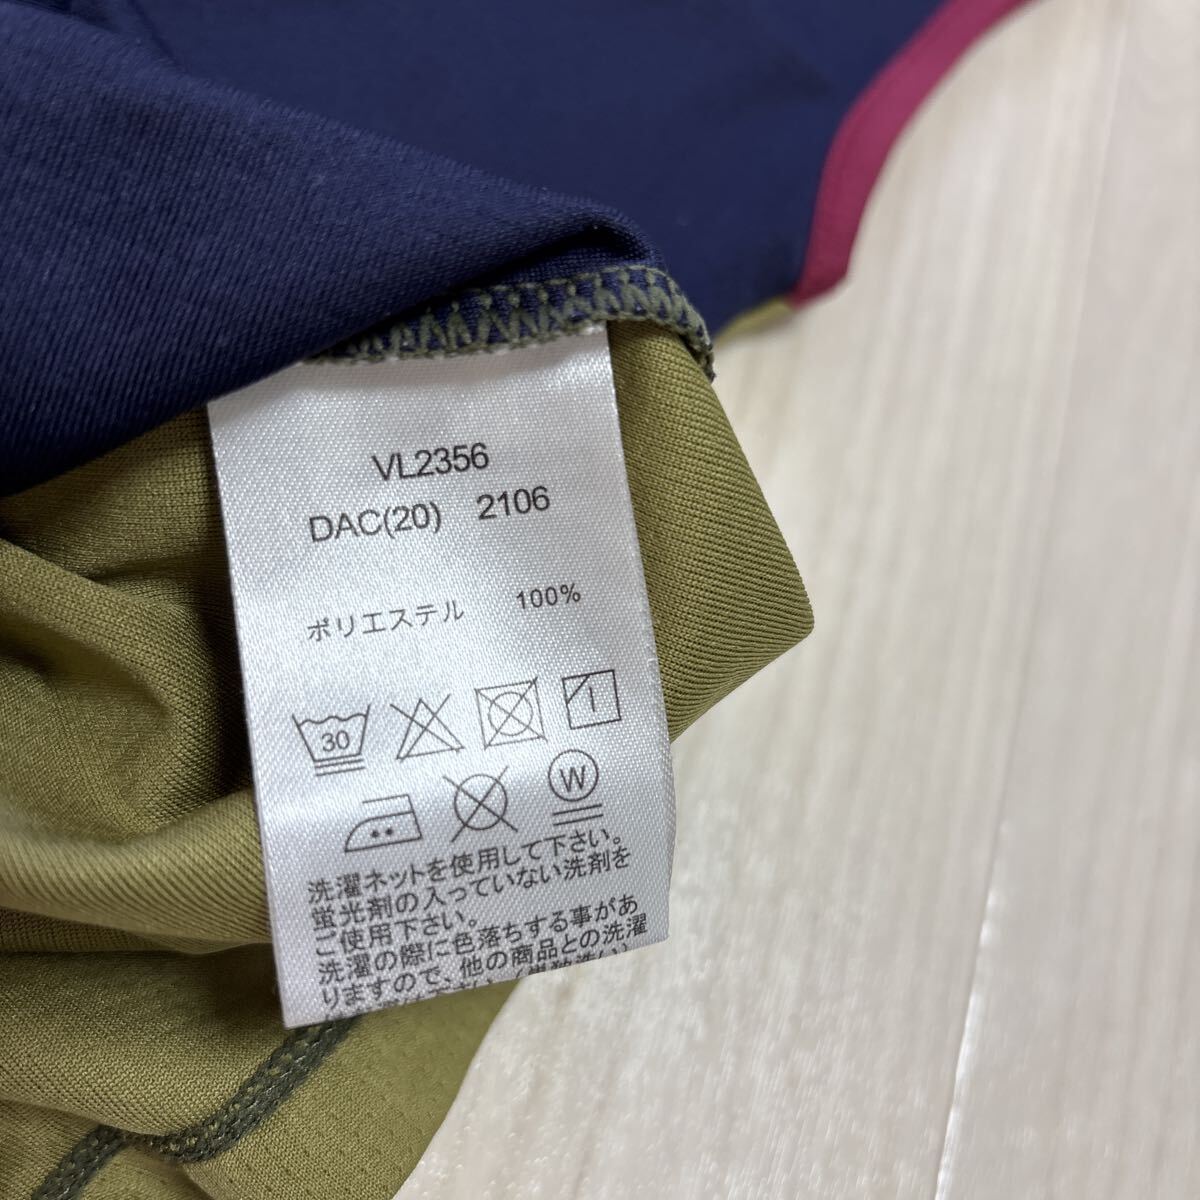 VL2356
DAC(20) 2106
ポリエステル 100%
30
W
洗濯ネットを使用して下さい。
蛍光剤の入っていない洗剤を
ご使用下さい。
洗濯の際に色落ちする事があ
りますので、他の商品との洗濯